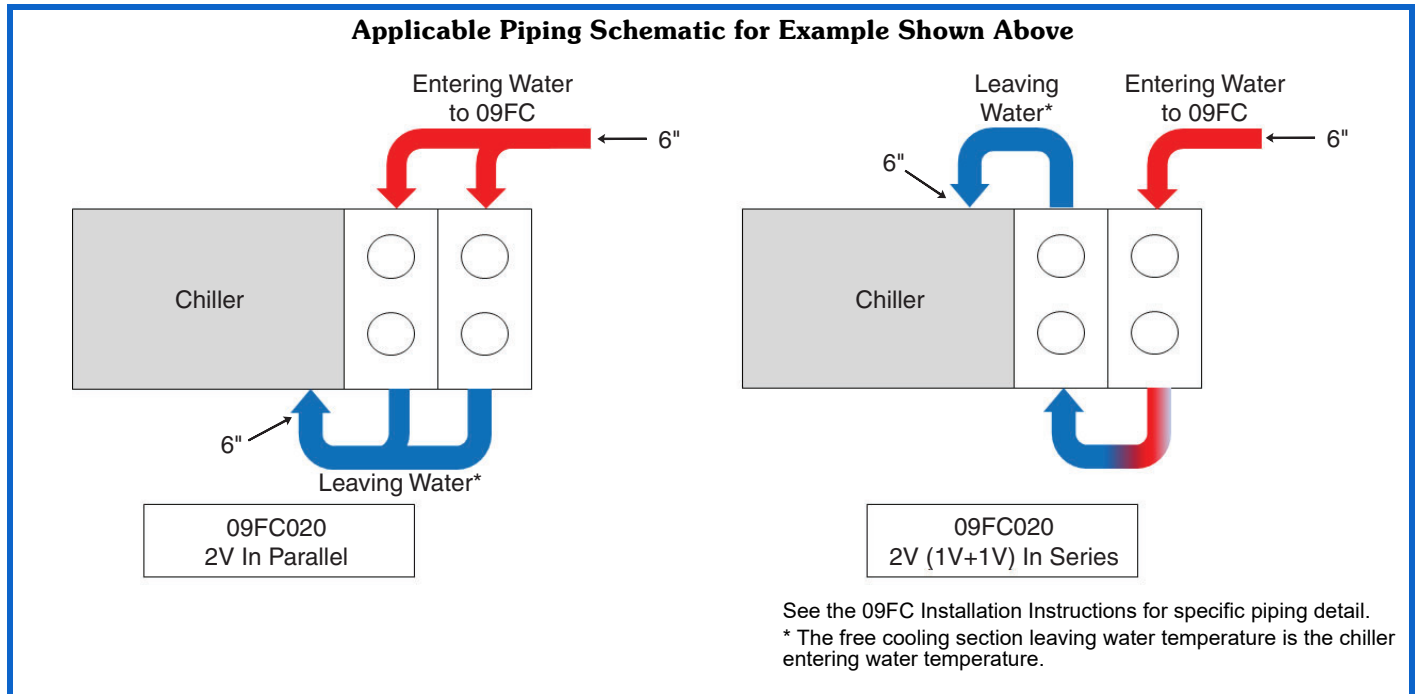 Applicable Piping Schematic for Example Shown Above
Entering Water
to 09FC
6"
Chiller
6"
Leaving Water*
09FC020
2V In Parallel
Leaving
Water*
Entering Water
to 09FC
6"
6"
Chiller
09FC020
2V (1V+1V) In Series
See the 09FC Installation Instructions for specific piping detail.
* The free cooling section leaving water temperature is the chiller
entering water temperature.